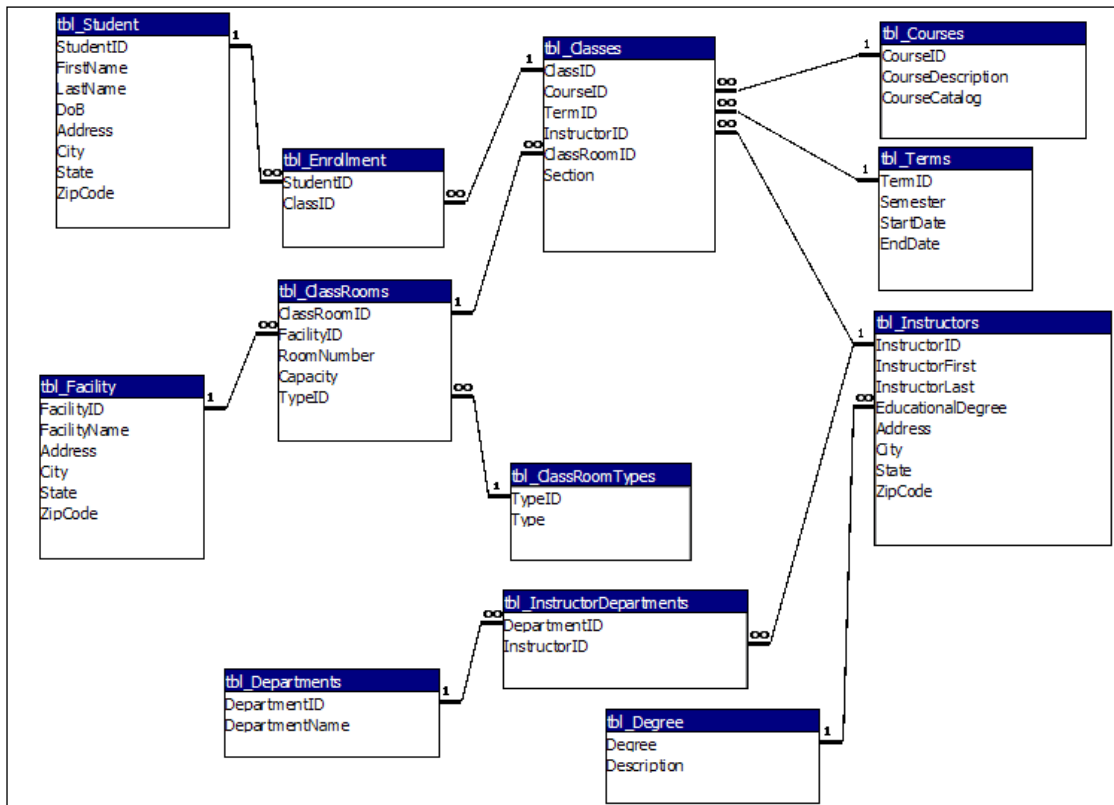 tbl_Student
StudentID
FirstName
LastName
DoB
Address
City
State
ZipCode
1
∞
tbl_Enrollment
StudentID
ClassID
∞
1
tbl_Classes
ClassID
CourseID
TermID
InstructorID
ClassRoomID
Section
∞
∞
∞
∞
1
tbl_Courses
CourseID
CourseDescription
CourseCatalog
1
tbl_Terms
TermID
Semester
StartDate
EndDate
tbl_ClassRooms
ClassRoomID
FacilityID
RoomNumber
Capacity
TypeID
1
∞
∞
1
tbl_Instructors
InstructorID
InstructorFirst
InstructorLast
EducationalDegree
Address
City
State
ZipCode
∞
tbl_Facility
FacilityID
FacilityName
Address
City
State
ZipCode
1
tbl_ClassRoomTypes
TypeID
Type
1
tbl_InstructorDepartments
DepartmentID
InstructorID
∞
∞
tbl_Departments
DepartmentID
DepartmentName
1
tbl_Degree
Degree
Description
1